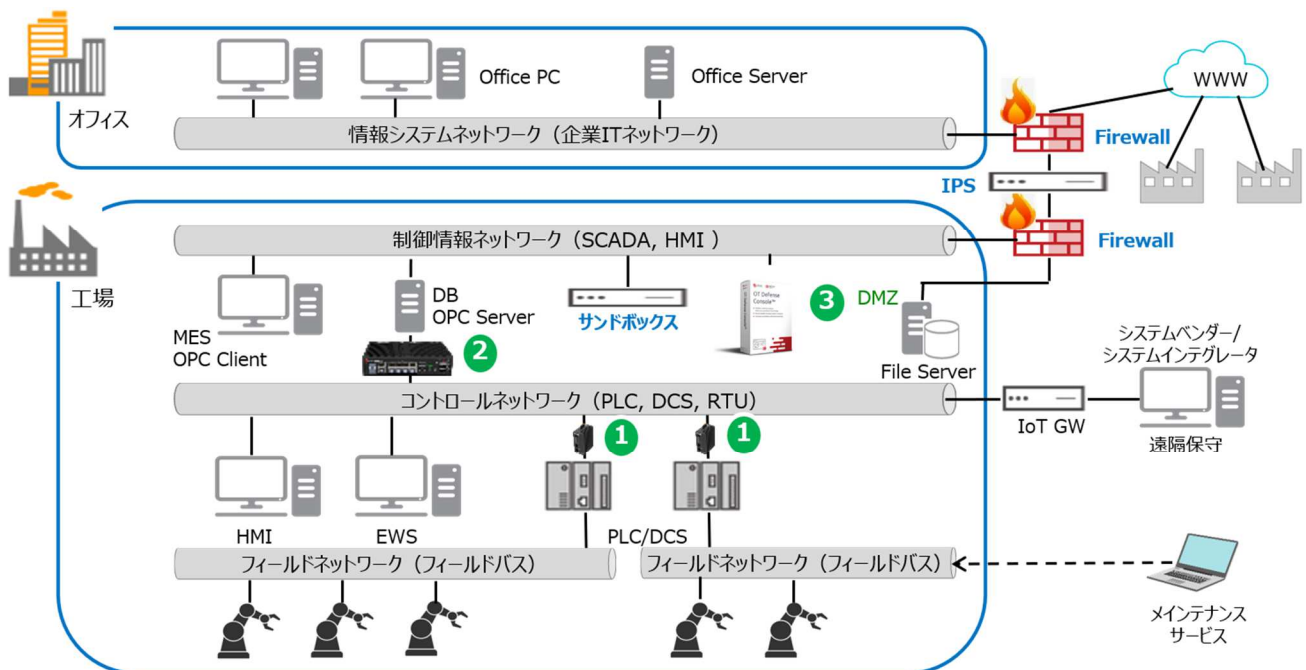 オフィス
Office PC
Office Server
WWW
情報システムネットワーク（企業ITネットワーク）
Firewall
IPS
工場
制御情報ネットワーク（SCADA, HMI ）
Firewall
MES
OPC Client
DB
OPC Server
2
サンドボックス
OT Defense
Console™
3
DMZ
File Server
システムベンダー/
システムインテグレータ
コントロールネットワーク（PLC, DCS, RTU）
IoT GW
遠隔保守
1
1
HMI
EWS
PLC/DCS
フィールドネットワーク（フィールドバス）
フィールドネットワーク（フィールドバス）
メインテナンス
サービス